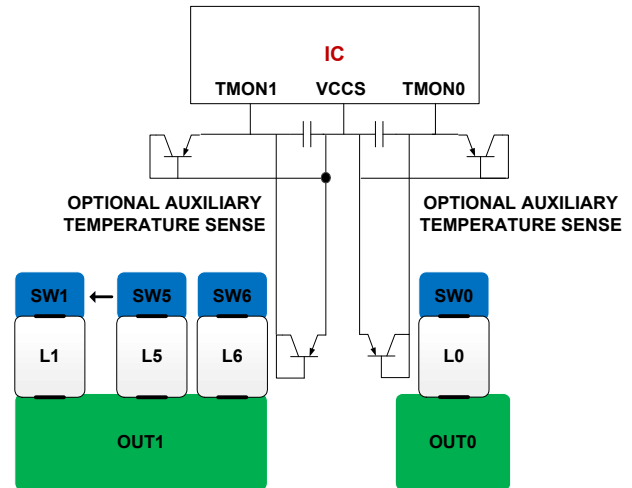 IC
TMON1 VCCS TMON0
OPTIONAL AUXILIARY
TEMPERATURE SENSE
OPTIONAL AUXILIARY
TEMPERATURE SENSE
SW1 SW5 SW6 SW0
L1 L5 L6 L0
OUT1 OUT0